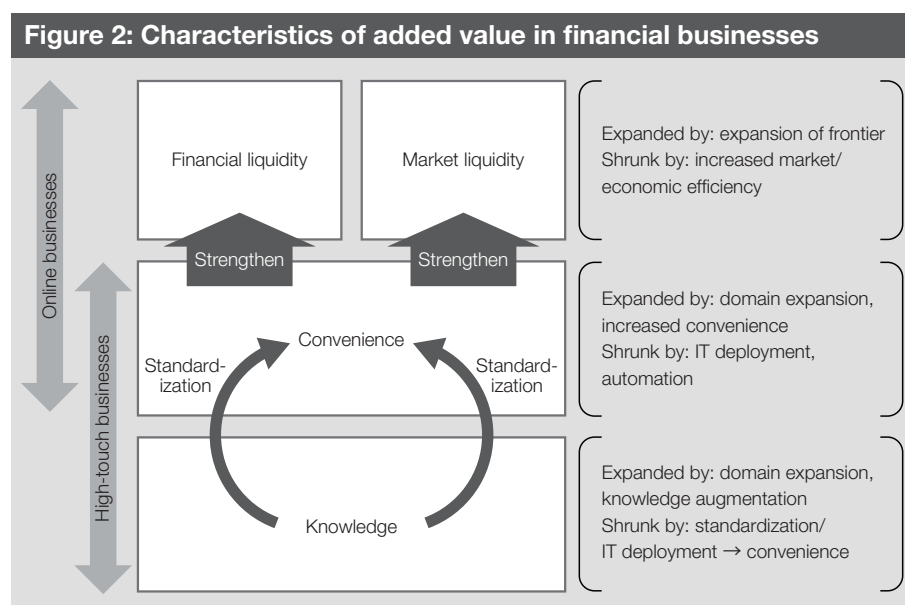 Figure 2: Characteristics of added value in financial businesses
Online businesses
High-touch businesses
Financial liquidity
Market liquidity
Expanded by: expansion of frontier
Shrunk by: increased market/
economic efficiency
Strengthen
Strengthen
Convenience
Standard-
ization
Standard-
ization
Expanded by: domain expansion,
increased convenience
Shrunk by: IT deployment,
automation
Knowledge
Expanded by: domain expansion,
knowledge augmentation
Shrunk by: standardization/
IT deployment → convenience